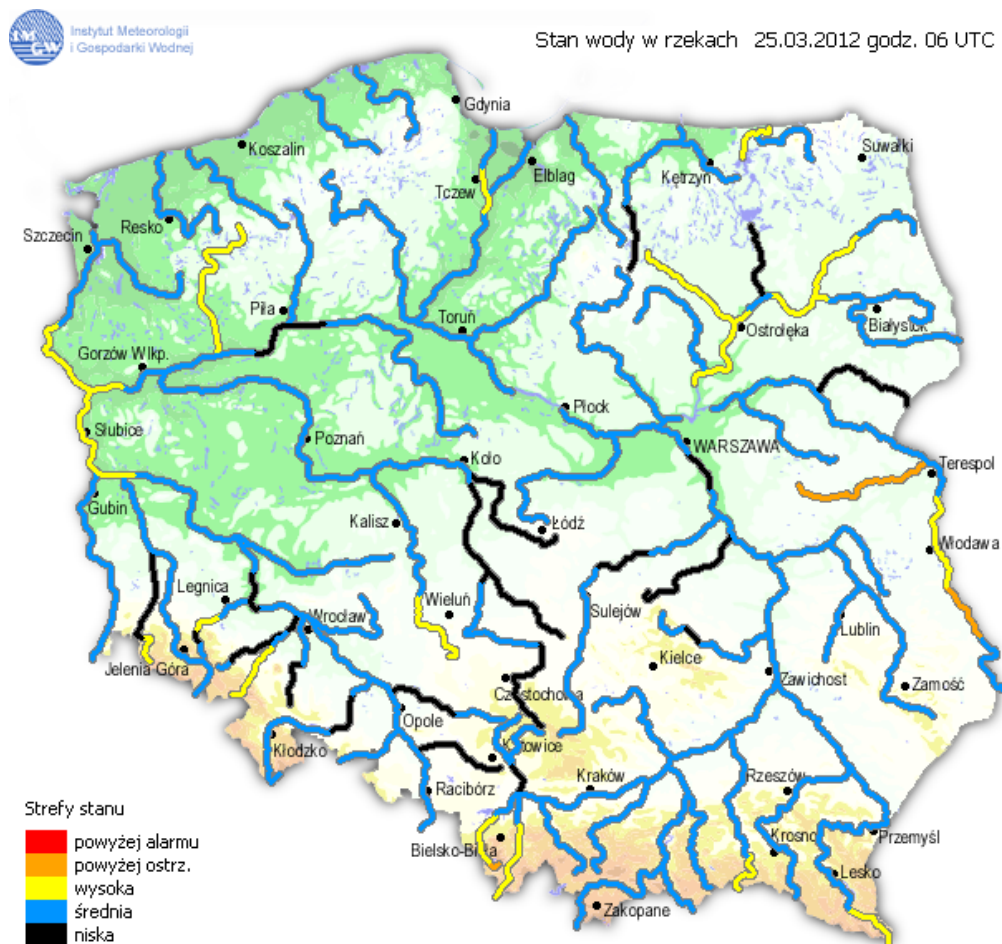 Instytut Meteorologii
i Gospodarki Wodnej
IM
GW
Stan wody w rzekach 25.03.2012 godz. 06 UTC
Gdynia
Koszalin
Suwałki
Elbląg
Kętrzyn
Tczew
Resko
Szczecin
Piła
Toruń
Ostrołęka
Białystok
Gorzów Wlkp.
Płock
Słubice
Poznań
WARSZAWA
Koło
Terespol
Gubin
Kalisz
Łódź
Włodawa
Legnica
Wieluń
Sulejów
Wrocław
Lublin
Jelenia Góra
Kielce
Zawichost
Częstochowa
Zamość
Opole
Kłodzko
Katowice
Kraków
Rzeszów
Racibórz
Strefy stanu
powyżej alarmu
Krosno
Przemyśl
Bielsko-Biała
powyżej ostrz.
Lesko
wysoka
średnia
Zakopane
niska